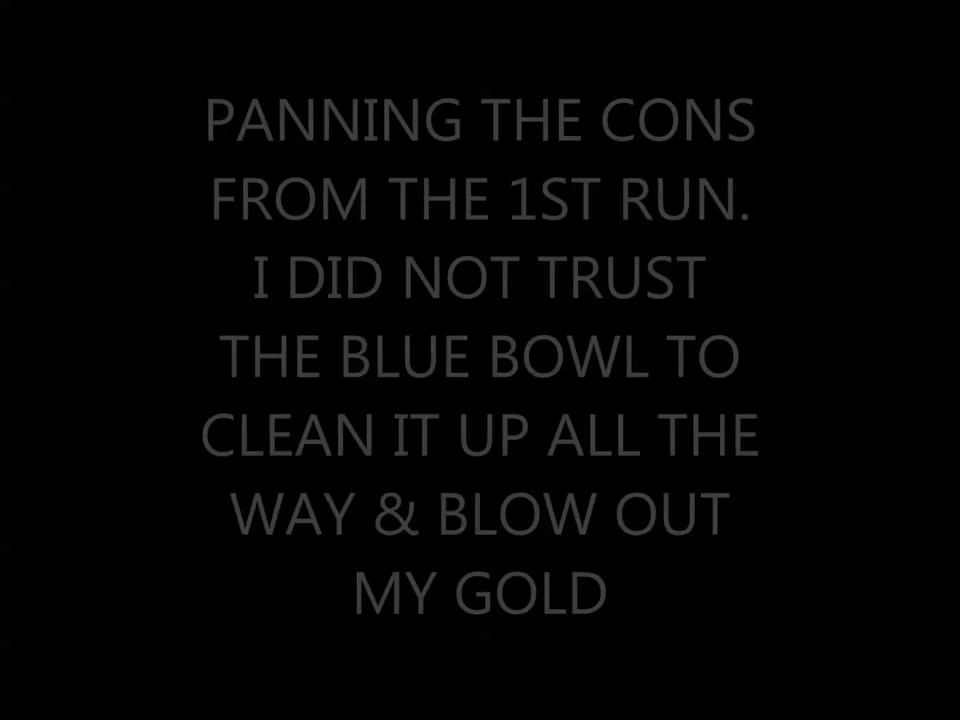 PANNING THE CONS
FROM THE 1ST RUN.
I DID NOT TRUST
THE BLUE BOWL TO
CLEAN IT UP ALL THE
WAY & BLOW OUT
MY GOLD